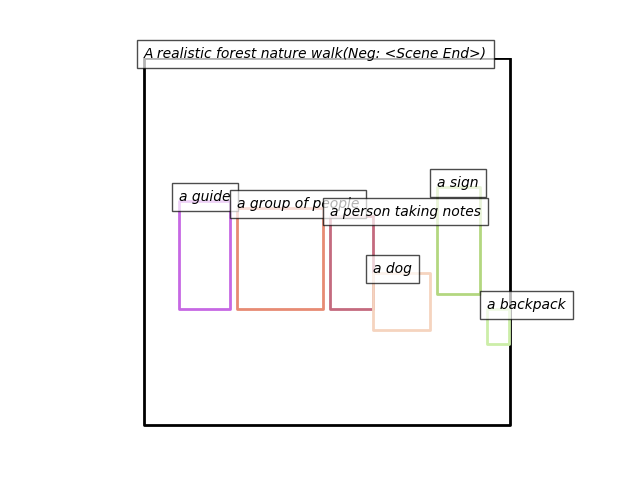 A realistic forest nature walk(Neg: <Scene End>)
a sign
a guide
a group of people
a person taking notes
a dog
a backpack